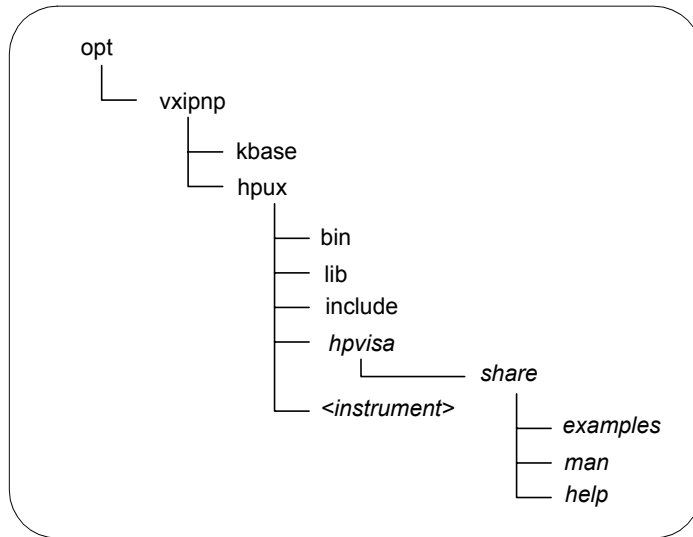 opt
vxipnp
kbase
hpux
bin
lib
include
hpvisa
share
<instrument>
examples
man
help